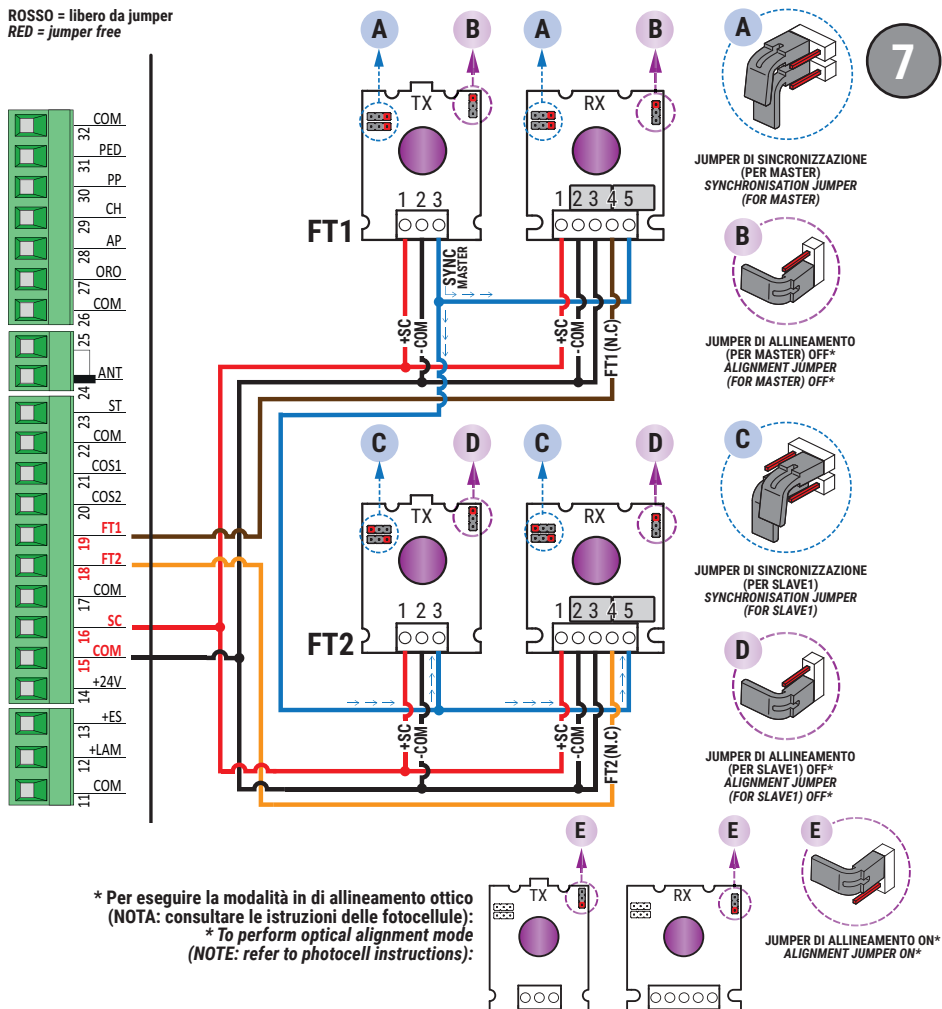 ROSSO = libero da jumper
RED = jumper free
A
B
A
B
A
7
TX
RX
1 2 3
1 2 3 4 5
FT1
SYNC
MASTER
+SC
-COM
+SC
-COM
FT1(N.C)
JUMPER DI SINCRONIZZAZIONE
(PER MASTER)
SYNCHRONISATION JUMPER
(FOR MASTER)
B
JUMPER DI ALLINEAMENTO
(PER MASTER) OFF*
ALIGNMENT JUMPER
(FOR MASTER) OFF*
COM
32
PED
31
PP
30
CH
29
AP
28
ORO
27
COM
26
25
ANT
24
ST
23
COM
22
COS1
21
COS2
20
FT1
19
FT2
18
COM
17
SC
16
COM
15
+24V
14
+ES
13
+LAM
12
COM
11
C
D
C
D
C
TX
RX
1 2 3
1 2 3 4 5
FT2
+SC
-COM
+SC
-COM
FT2(N.C)
JUMPER DI SINCRONIZZAZIONE
(PER SLAVE1)
SYNCHRONISATION JUMPER
(FOR SLAVE1)
D
JUMPER DI ALLINEAMENTO
(PER SLAVE1) OFF*
ALIGNMENT JUMPER
(FOR SLAVE1) OFF*
E
E
E
TX
RX
* Per eseguire la modalità in di allineamento ottico
(NOTA: consultare le istruzioni delle fotocellule):
* To perform optical alignment mode
(NOTE: refer to photocell instructions):
JUMPER DI ALLINEAMENTO ON*
ALIGNMENT JUMPER ON*